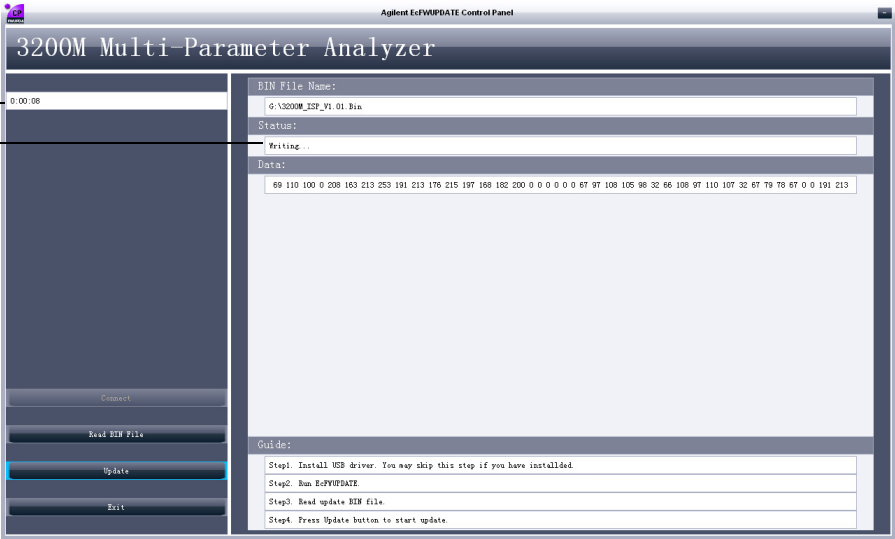 CP
Agilent EcFWUPDATE Control Panel
3200M Multi-Parameter Analyzer
0:00:08
Connect
Read BIN File
Update
Exit
BIN File Name:
G:\3200M_ISP_V1.01.Bin
Status:
Writing...
Data:
69 110 100 0 208 163 213 253 191 213 176 215 197 168 182 200 0 0 0 0 0 0 67 97 108 105 98 32 66 108 97 110 107 32 67 79 78 67 0 0 191 213
Guide:
Step1. Install USB driver. You may skip this step if you have installded.
Step2. Run EcFWUPDATE.
Step3. Read update BIN file.
Step4. Press Update button to start update.